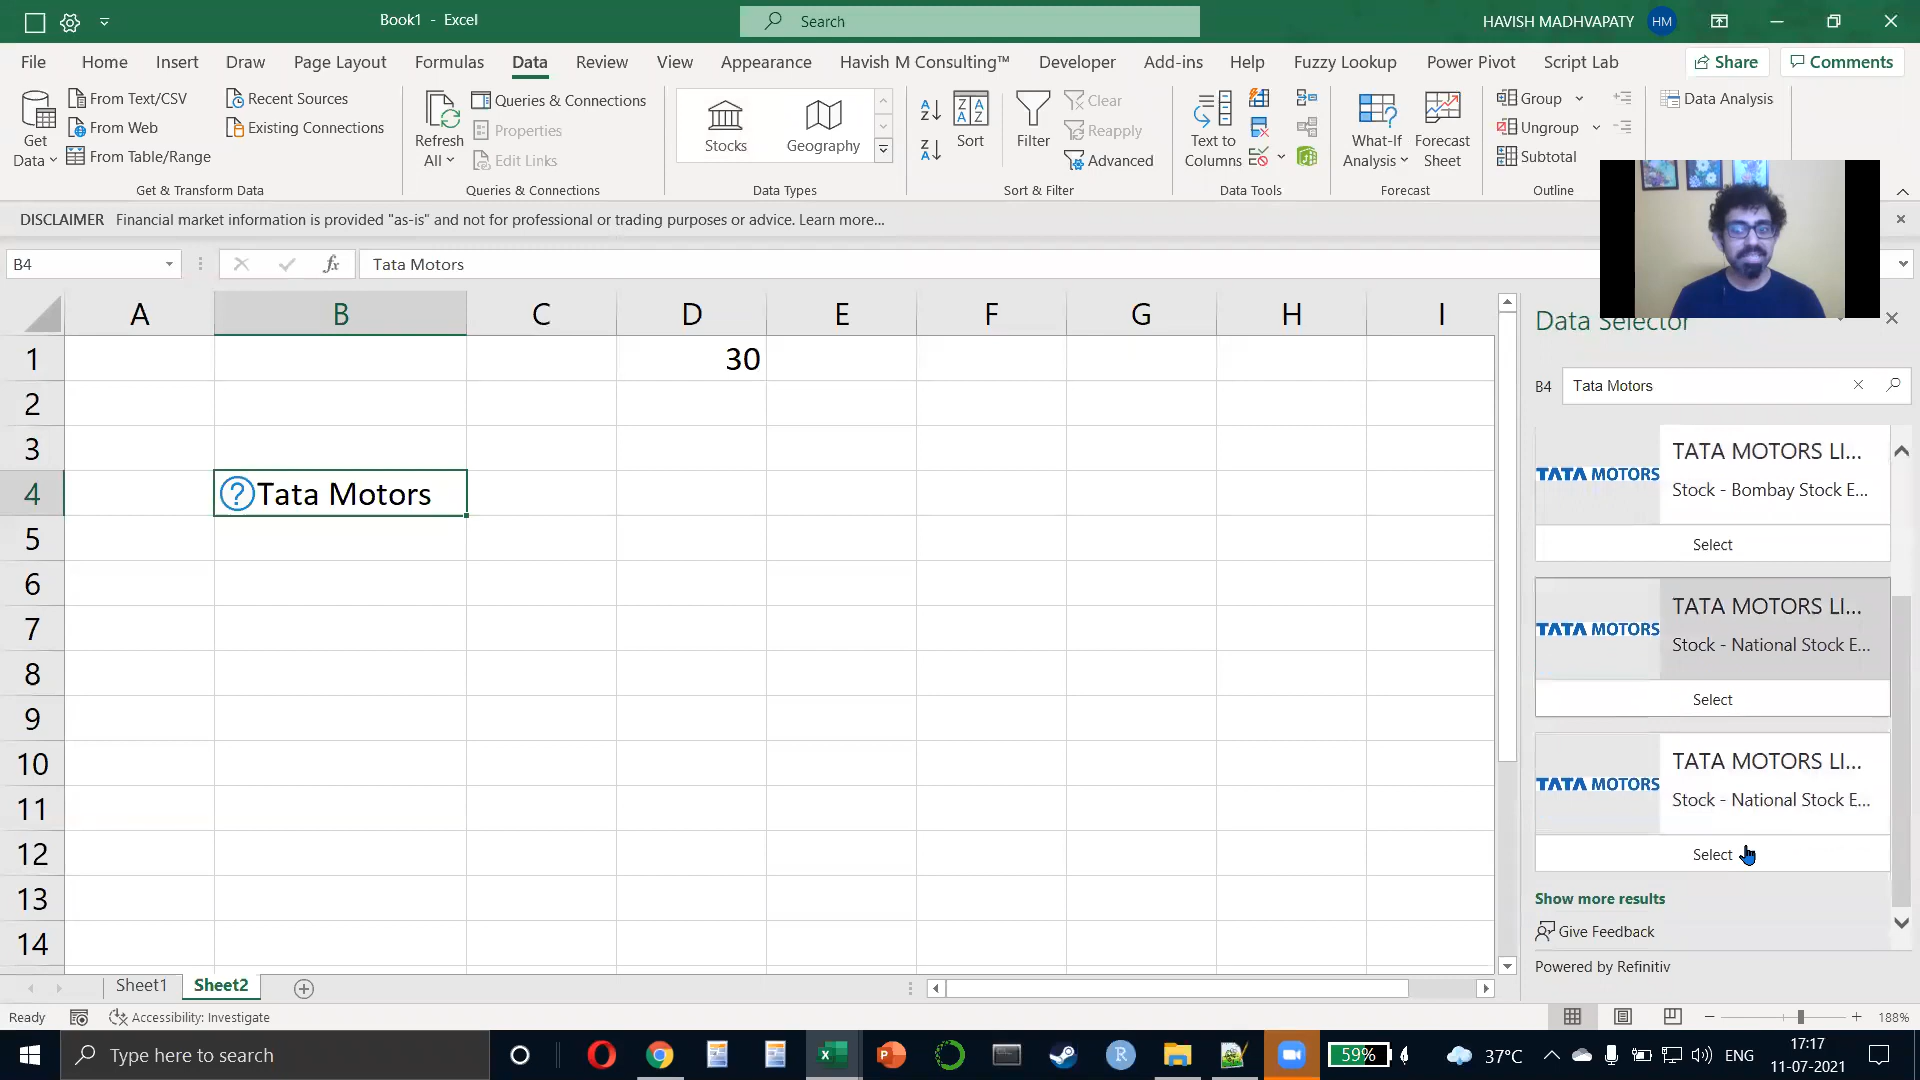 Book1 - Excel
Search
HAVISH MADHVAPATY HM
File Home Insert Draw Page Layout Formulas Data Review View Appearance Havish M Consulting™ Developer Add-ins Help Fuzzy Lookup Power Pivot Script Lab Share Comments
Get Data
From Text/CSV
From Web
From Table/Range
Recent Sources
Existing Connections
Get & Transform Data
Refresh All
Queries & Connections
Properties
Edit Links
Queries & Connections
Stocks
Geography
Data Types
Sort
Filter
Clear
Reapply
Advanced
Sort & Filter
Text to Columns
Data Tools
What-If Analysis
Forecast Sheet
Forecast
Group
Ungroup
Subtotal
Outline
Data Analysis
DISCLAIMER Financial market information is provided "as-is" and not for professional or trading purposes or advice. Learn more...
B4
fx
Tata Motors
A B C D E F G H I
1 30
2
3
4 ?Tata Motors
5
6
7
8
9
10
11
12
13
14
Data Selector
B4 Tata Motors
TATA MOTORS
TATA MOTORS LI...
Stock - Bombay Stock E...
Select
TATA MOTORS
TATA MOTORS LI...
Stock - National Stock E...
Select
TATA MOTORS
TATA MOTORS LI...
Stock - National Stock E...
Select
Show more results
Give Feedback
Powered by Refinitiv
Sheet1 Sheet2
Ready Accessibility: Investigate 188%
Type here to search
59%
37°C
ENG
17:17
11-07-2021